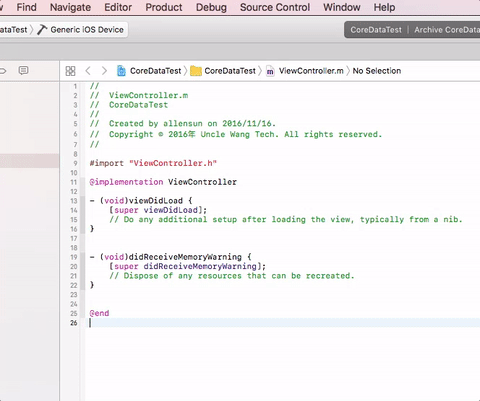 Find Navigate Editor Product Debug Source Control Window Help
DataTest Generic iOS Device CoreDataTest Archive CoreData
CoreDataTest CoreDataTest ViewController.m No Selection
1 //
2 // ViewController.m
3 // CoreDataTest
4 //
5 // Created by allensun on 2016/11/16.
6 // Copyright © 2016年 Uncle Wang Tech. All rights reserved.
7 //
8
9 #import "ViewController.h"
10
11 @implementation ViewController
12
13 - (void)viewDidLoad {
14 [super viewDidLoad];
15 // Do any additional setup after loading the view, typically from a nib.
16 }
17
18
19 - (void)didReceiveMemoryWarning {
20 [super didReceiveMemoryWarning];
21 // Dispose of any resources that can be recreated.
22 }
23
24
25 @end
26